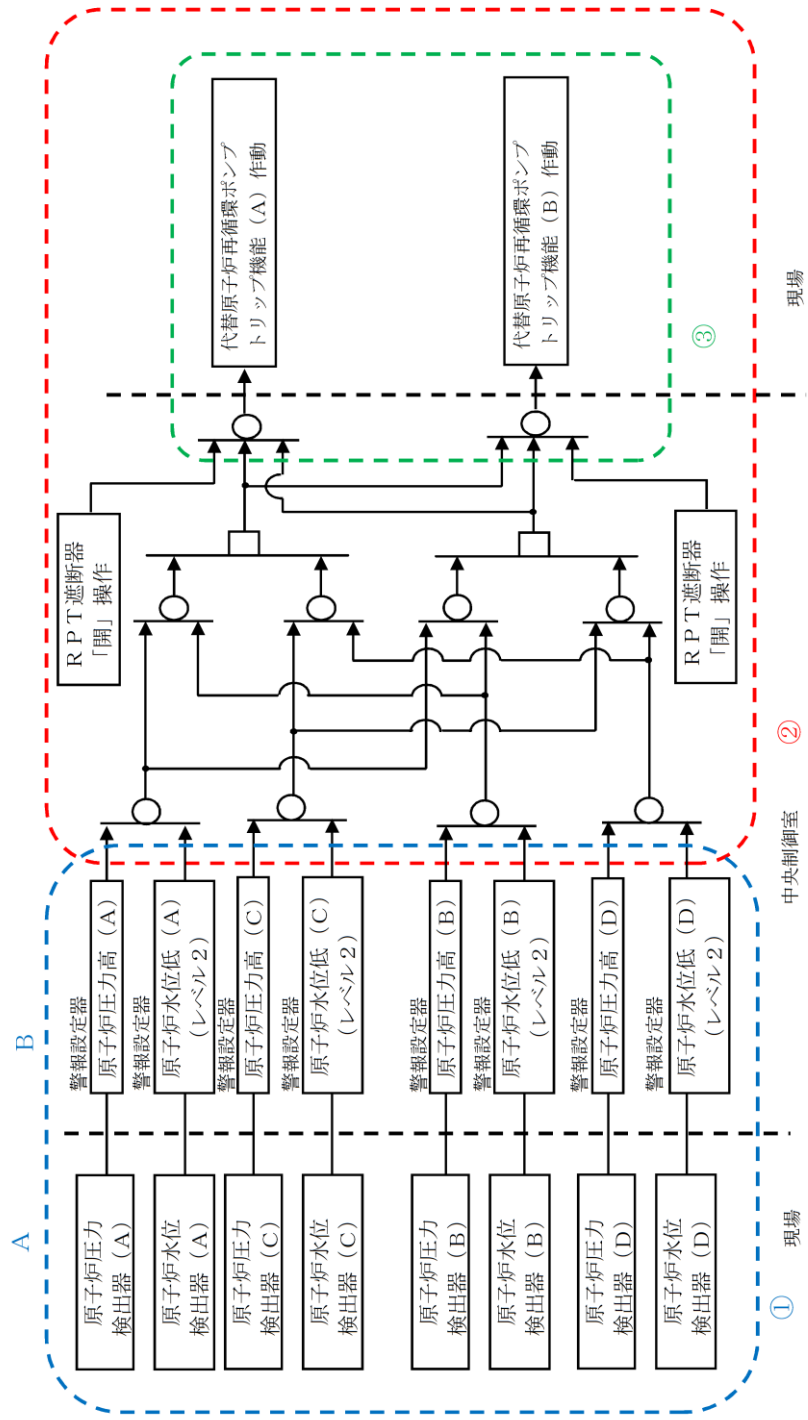 A
B
原子炉圧力
検出器（A）
原子炉水位
検出器（A）
原子炉圧力
検出器（C）
原子炉水位
検出器（C）
原子炉圧力
検出器（B）
原子炉水位
検出器（B）
原子炉圧力
検出器（D）
原子炉水位
検出器（D）
警報設定器
原子炉圧力高（A）
警報設定器
原子炉水位低（A）
（レベル２）
警報設定器
原子炉圧力高（C）
警報設定器
原子炉水位低（C）
（レベル２）
警報設定器
原子炉圧力高（B）
警報設定器
原子炉水位低（B）
（レベル２）
警報設定器
原子炉圧力高（D）
警報設定器
原子炉水位低（D）
（レベル２）
ＲＰＴ遮断器
「開」操作
ＲＰＴ遮断器
「開」操作
代替原子炉再循環ポンプ
トリップ機能（A）作動
代替原子炉再循環ポンプ
トリップ機能（B）作動
③
①
②
現場
中央制御室
現場